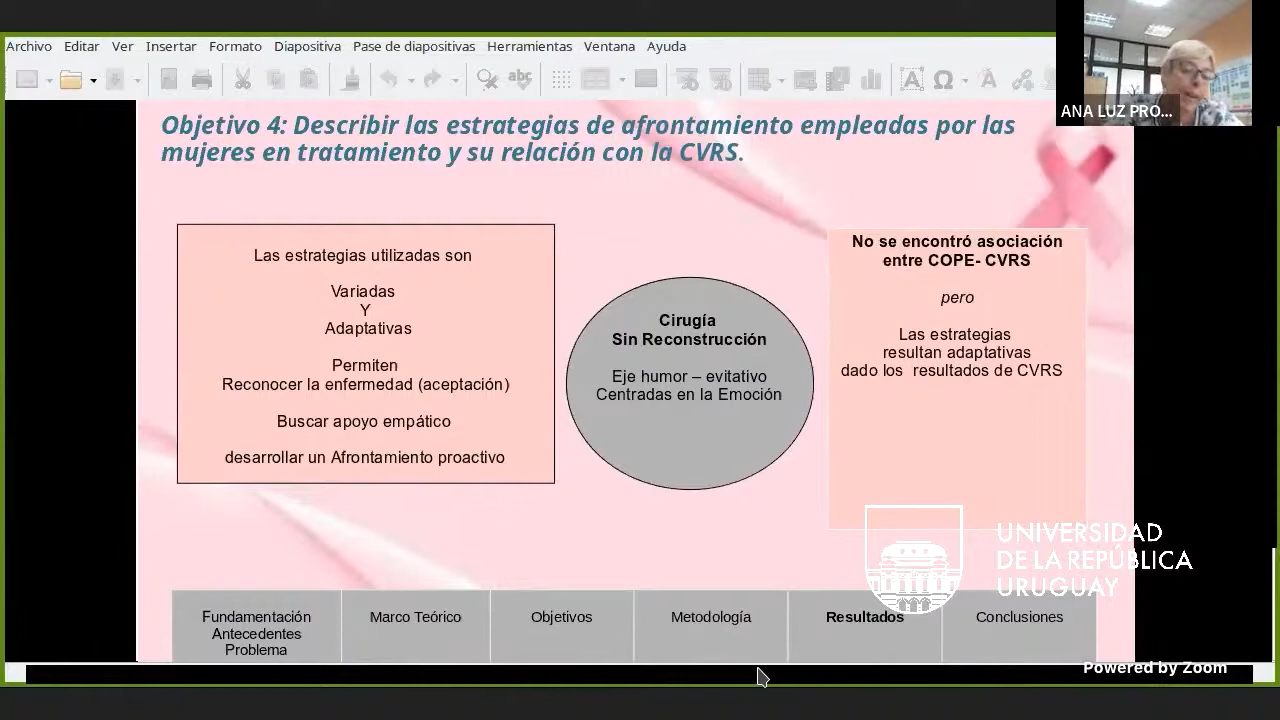 Archivo Editar Ver Insertar Formato Diapositiva Pase de diapositivas Herramientas Ventana Ayuda
ANA LUZ PRO...
Objetivo 4: Describir las estrategias de afrontamiento empleadas por las
mujeres en tratamiento y su relación con la CVRS.
Las estrategias utilizadas son
Variadas
Y
Adaptativas
Permiten
Reconocer la enfermedad (aceptación)
Buscar apoyo empático
desarrollar un Afrontamiento proactivo
Cirugía
Sin Reconstrucción
Eje humor – evitativo
Centradas en la Emoción
No se encontró asociación
entre COPE- CVRS
pero
Las estrategias
resultan adaptativas
dado los resultados de CVRS
UNIVERSIDAD
DE LA REPÚBLICA
URUGUAY
Fundamentación
Antecedentes
Problema
Marco Teórico
Objetivos
Metodología
Resultados
Conclusiones
Powered by Zoom